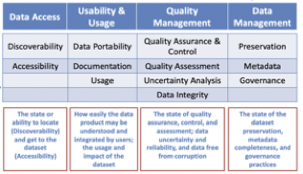 Data Access
Usability &
Usage
Quality
Management
Data
Management
Discoverability
Data Portability
Quality Assurance &
Control
Preservation
Accessibility
Documentation
Quality Assessment
Metadata
Usage
Uncertainty Analysis
Governance
Data Integrity
The state or
ability to locate
(Discoverability)
and get to the
dataset
(Accessibility)
How easily the data
product may be
understood and
integrated by users;
the usage and
impact of the
dataset
The state of quality
assurance, control,
and assessment; data
uncertainty and
reliability, and data free
from corruption
The state of the
dataset
preservation,
metadata
completeness, and
governance
practices